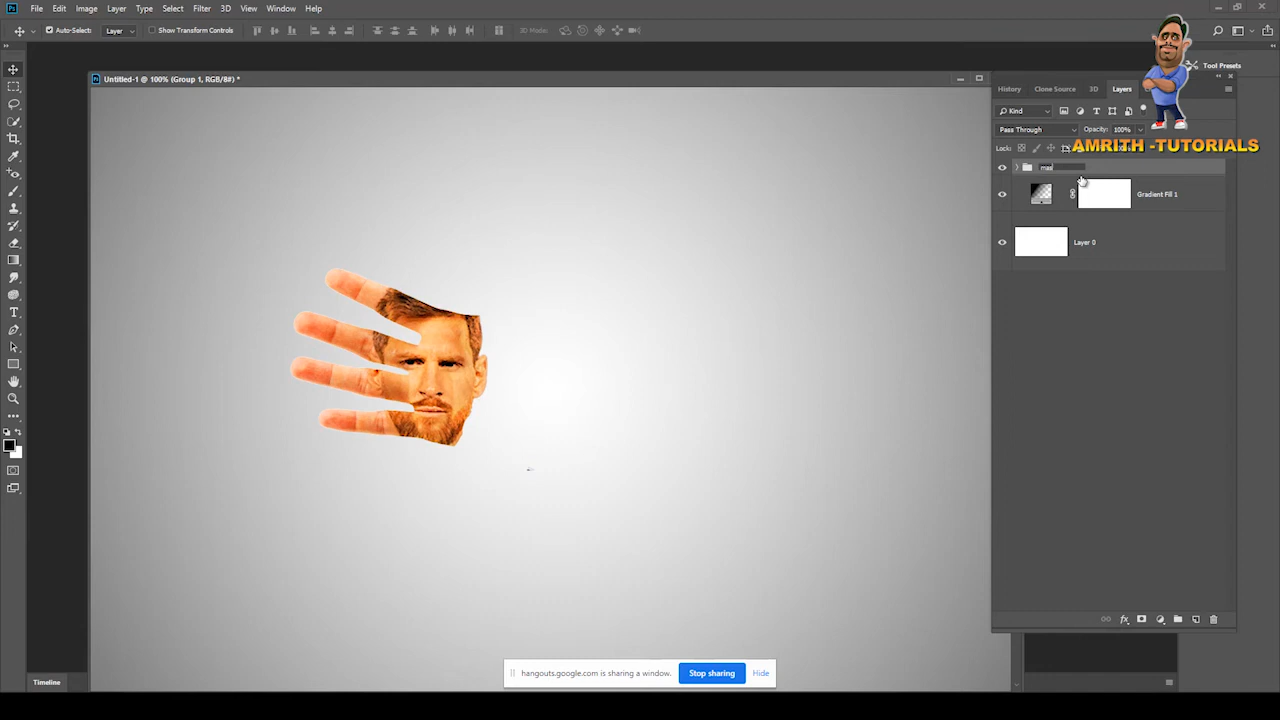 Ps File Edit Image Layer Type Select Filter 3D View Window Help
Auto-Select: Layer Show Transform Controls 3D Mode:
Tool Presets
Ps Untitled-1 @ 100% (Group 1, RGB/8#) *
History Clone Source 3D Layers
Kind
Pass Through Opacity: 100%
Lock:
AMRITH -TUTORIALS
Gradient Fill 1
Layer 0
hangouts.google.com is sharing a window. Stop sharing Hide
Timeline